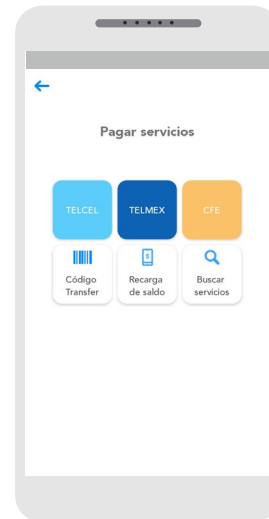 Pagar servicios
TELCEL
TELMEX
CFE
Código
Transfer
Recarga
de saldo
Buscar
servicios